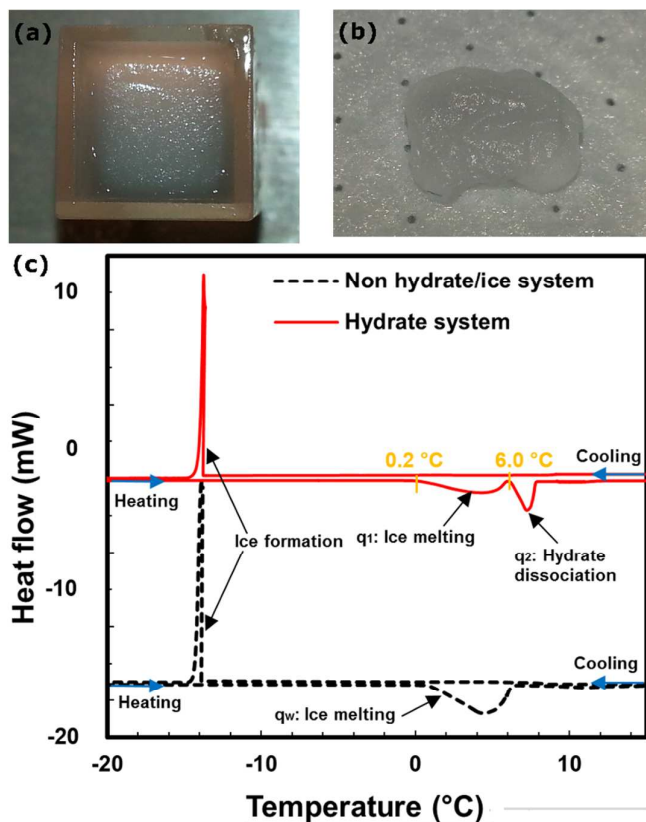 (a)
(b)
(c)
Non hydrate/ice system
Hydrate system
10
0
-10
-20
Heat flow (mW)
0.2 °C
6.0 °C
Cooling
Heating
Ice formation
q₁: Ice melting
q₂: Hydrate
dissociation
Cooling
Heating
qw: Ice melting
-20
-10
0
10
Temperature (°C)